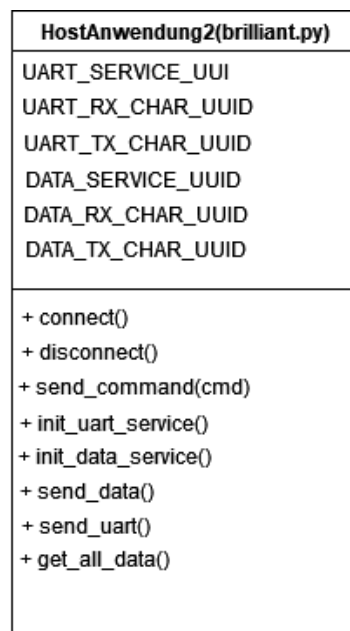 HostAnwendung2(brilliant.py)
UART_SERVICE_UUI
UART_RX_CHAR_UUID
UART_TX_CHAR_UUID
DATA_SERVICE_UUID
DATA_RX_CHAR_UUID
DATA_TX_CHAR_UUID
+ connect()
+ disconnect()
+ send_command(cmd)
+ init_uart_service()
+ init_data_service()
+ send_data()
+ send_uart()
+ get_all_data()